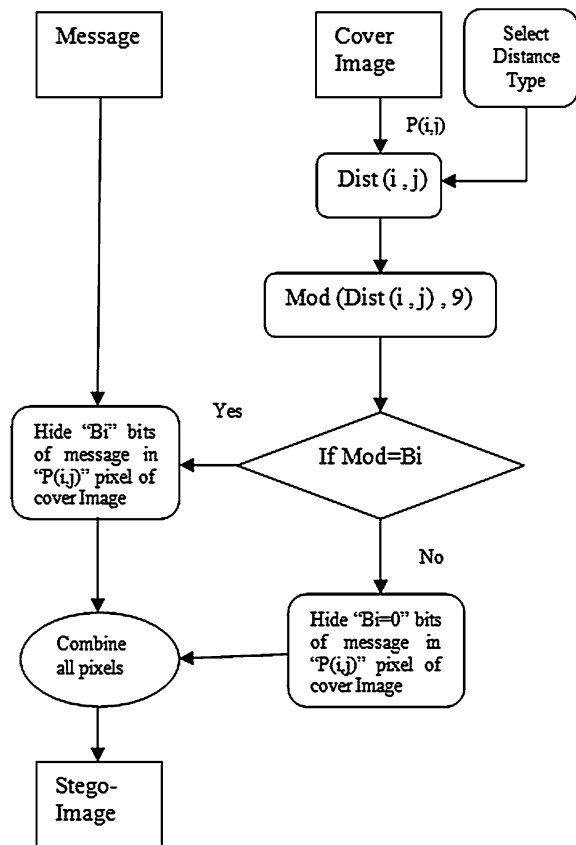 Message
Cover
Image
Select
Distance
Type
P(i,j)
Dist (i , j)
Mod (Dist (i , j) , 9)
Yes
If Mod=Bi
Hide “Bi” bits
of message in
“P(i,j)” pixel of
cover Image
No
Hide “Bi=0” bits
of message in
“P(i,j)” pixel of
cover Image
Combine
all pixels
Stego-
Image